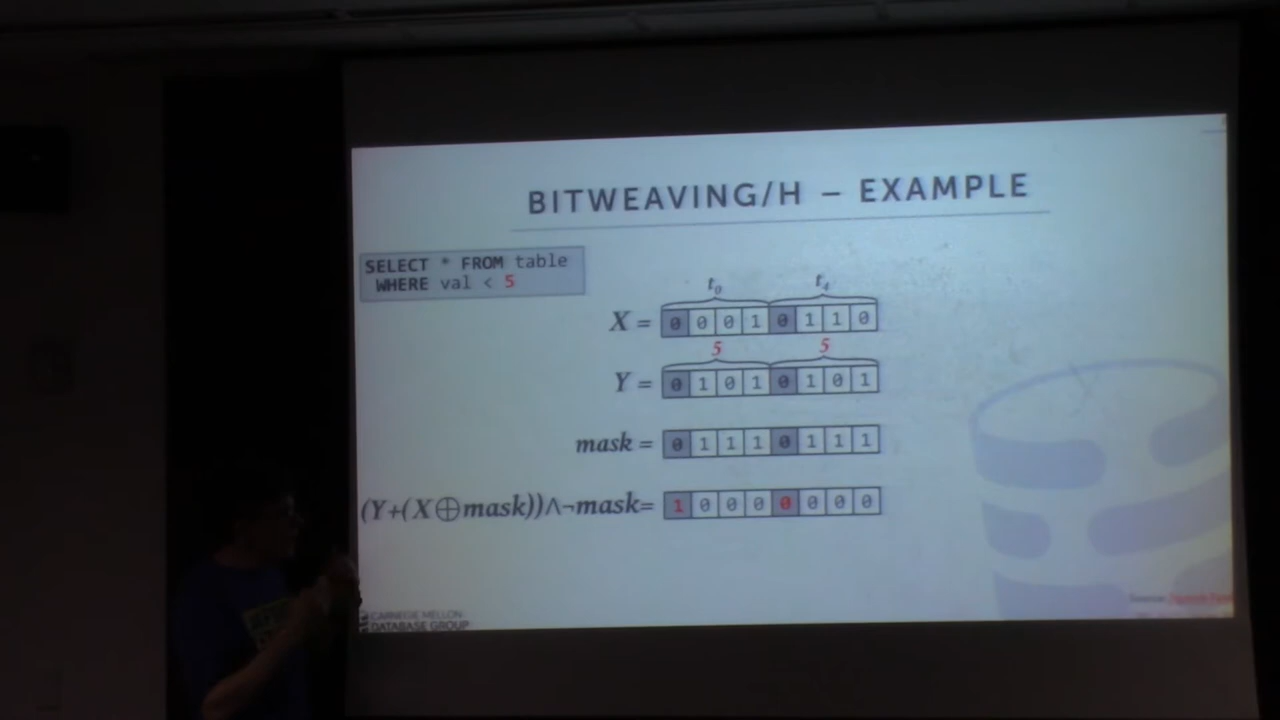 BITWEAVING/H – EXAMPLE
SELECT * FROM table
WHERE val < 5
t₀ t₄
X = 0 0 0 1 0 1 1 0
5 5
Y = 0 1 0 1 0 1 0 1
mask = 0 1 1 1 0 1 1 1
(Y+(X⊕mask))∧¬mask= 1 0 0 0 0 0 0 0
CARNEGIE MELLON
DATABASE GROUP
Source: